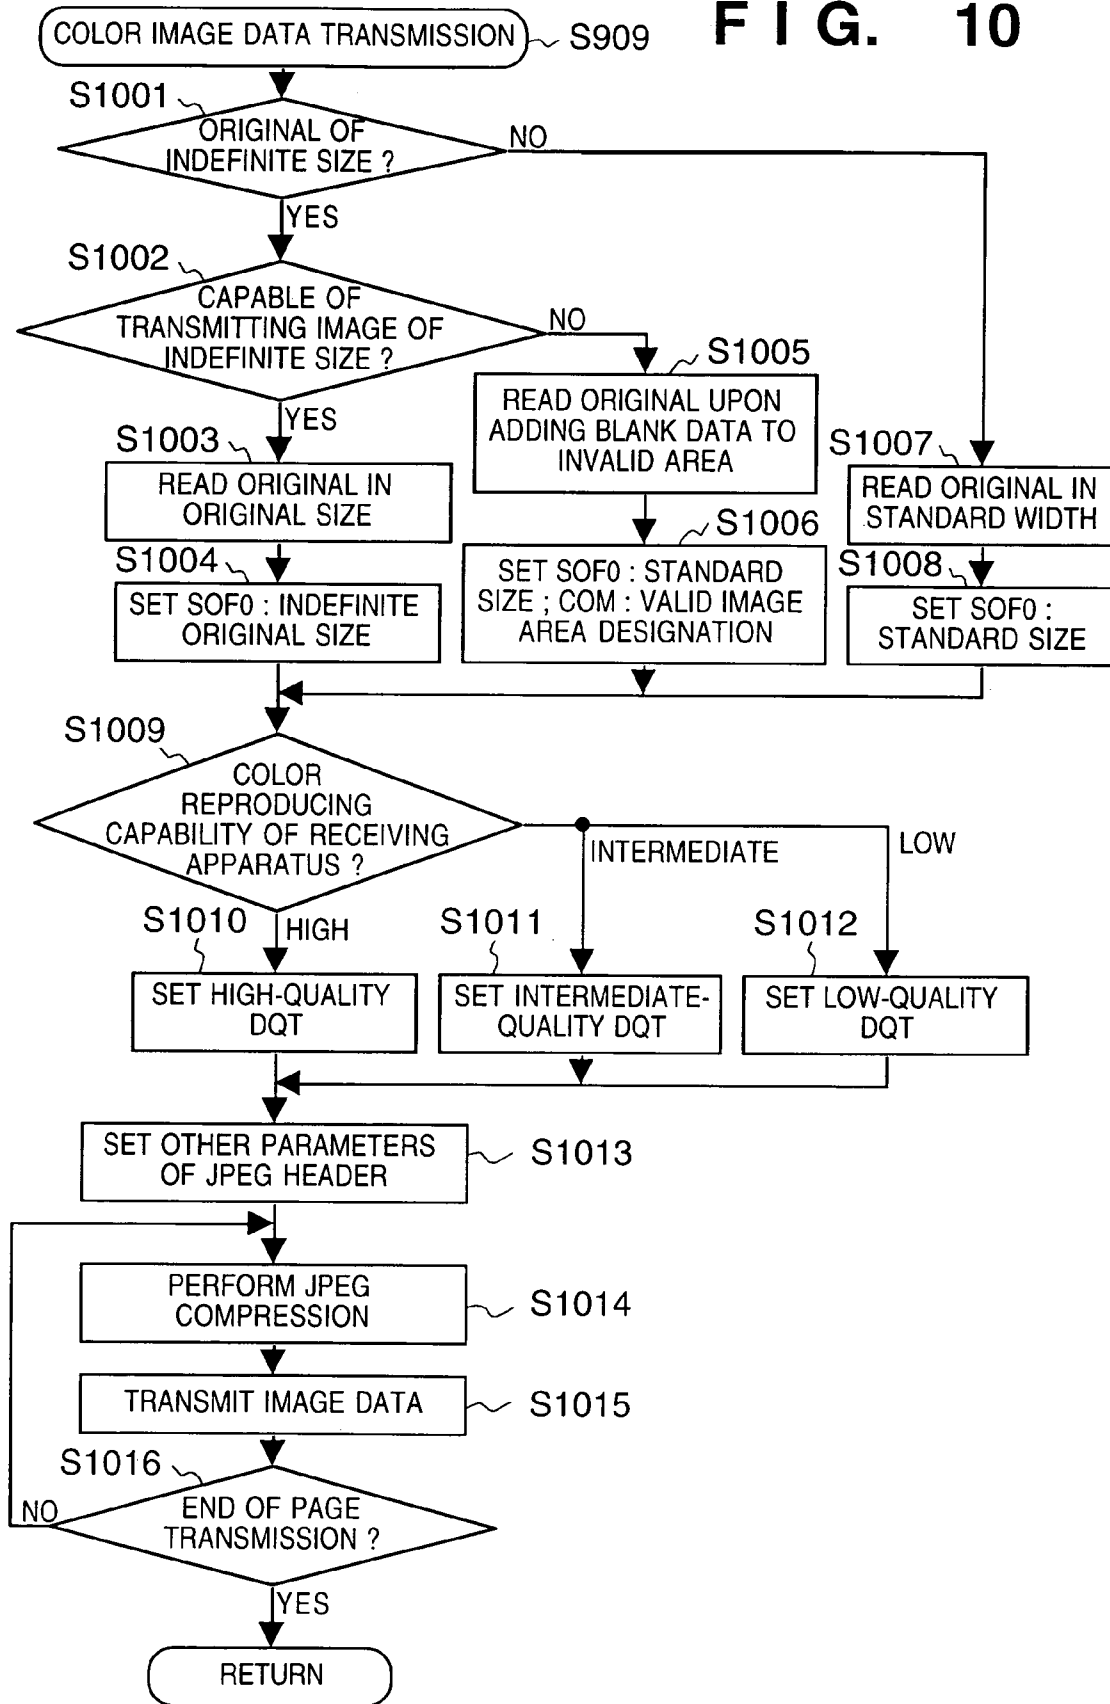 FIG. 10
COLOR IMAGE DATA TRANSMISSION
S909
S1001
ORIGINAL OF
INDEFINITE SIZE ?
NO
YES
S1002
CAPABLE OF
TRANSMITTING IMAGE OF
INDEFINITE SIZE ?
NO
YES
S1003
READ ORIGINAL IN
ORIGINAL SIZE
S1004
SET SOF0 : INDEFINITE
ORIGINAL SIZE
S1005
READ ORIGINAL UPON
ADDING BLANK DATA TO
INVALID AREA
S1006
SET SOF0 : STANDARD
SIZE ; COM : VALID IMAGE
AREA DESIGNATION
S1007
READ ORIGINAL IN
STANDARD WIDTH
S1008
SET SOF0 :
STANDARD SIZE
S1009
COLOR
REPRODUCING
CAPABILITY OF RECEIVING
APPARATUS ?
HIGH
INTERMEDIATE
LOW
S1010
SET HIGH-QUALITY
DQT
S1011
SET INTERMEDIATE-
QUALITY DQT
S1012
SET LOW-QUALITY
DQT
SET OTHER PARAMETERS
OF JPEG HEADER
S1013
PERFORM JPEG
COMPRESSION
S1014
TRANSMIT IMAGE DATA
S1015
S1016
END OF PAGE
TRANSMISSION ?
NO
YES
RETURN